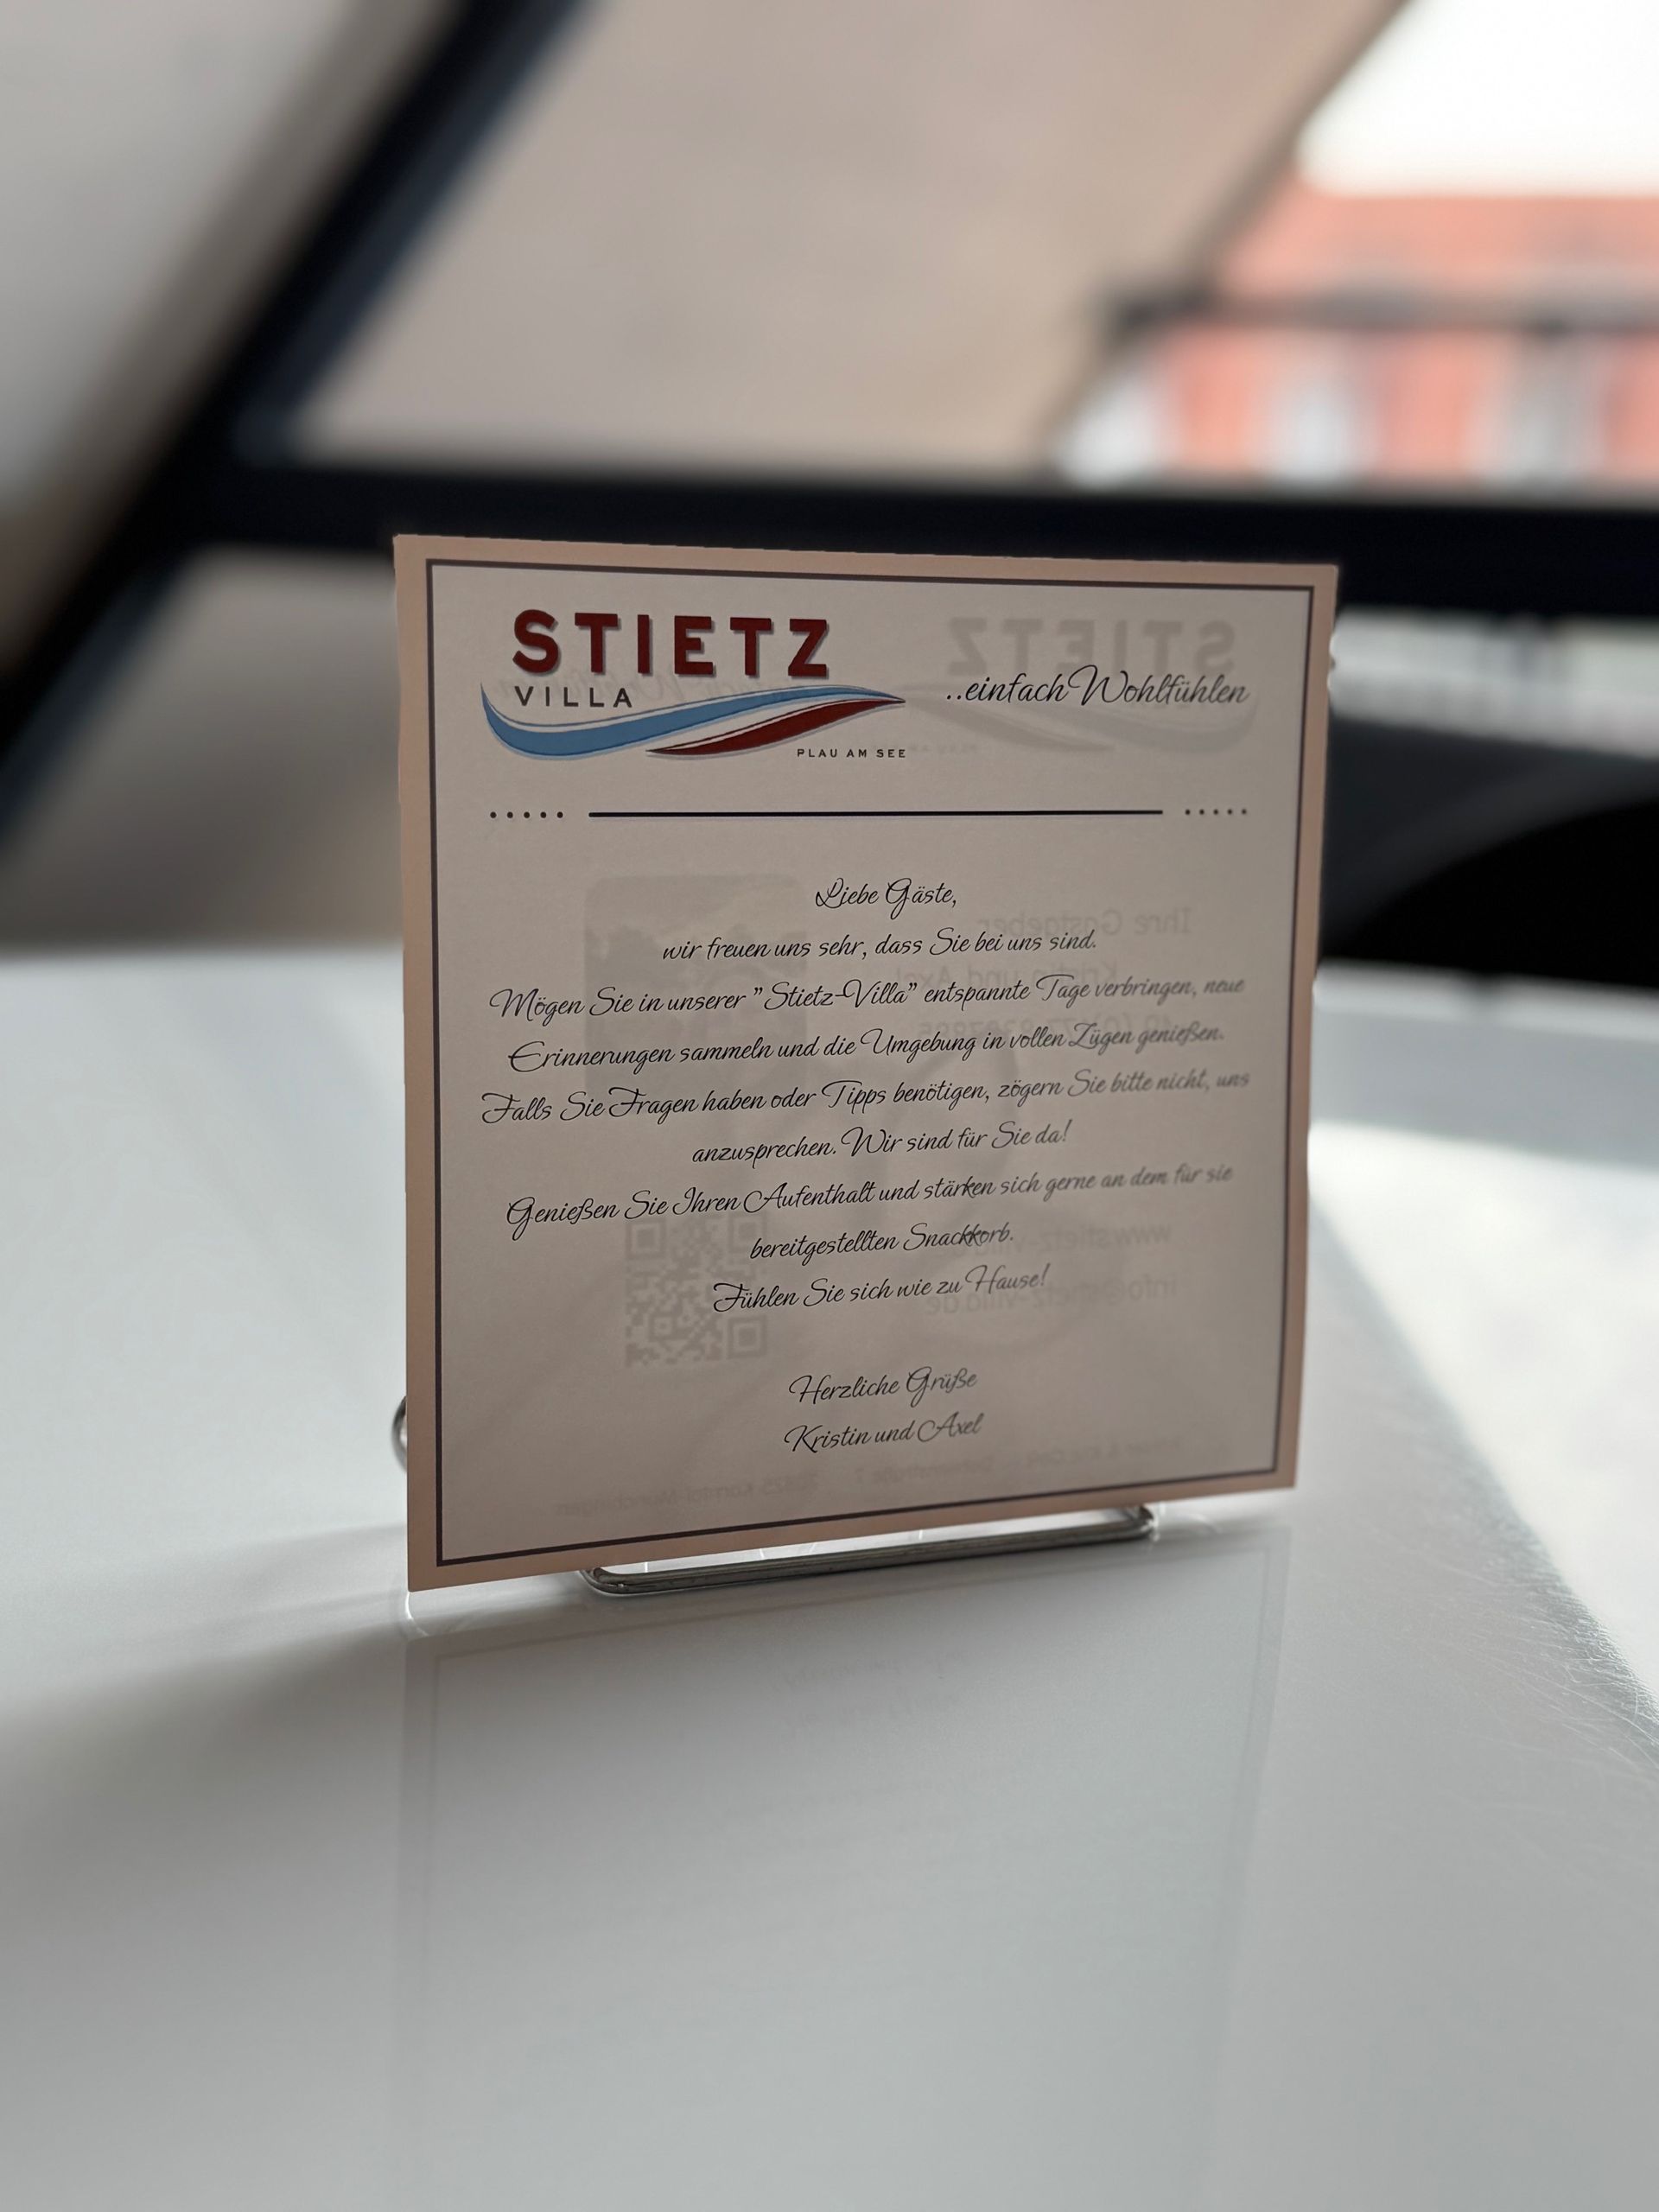 STIETZ
VILLA
PLAU AM SEE
..einfach Wohlfühlen
Liebe Gäste,
wir freuen uns sehr, dass Sie bei uns sind.
Mögen Sie in unserer "Stietz-Villa" entspannte Tage verbringen, neue
Erinnerungen sammeln und die Umgebung in vollen Zügen genießen.
Falls Sie Fragen haben oder Tipps benötigen, zögern Sie bitte nicht, uns
anzusprechen. Wir sind für Sie da!
Genießen Sie Ihren Aufenthalt und stärken sich gerne an dem für sie
bereitgestellten Snackkorb.
Fühlen Sie sich wie zu Hause!
Herzliche Grüße
Kristin und Axel